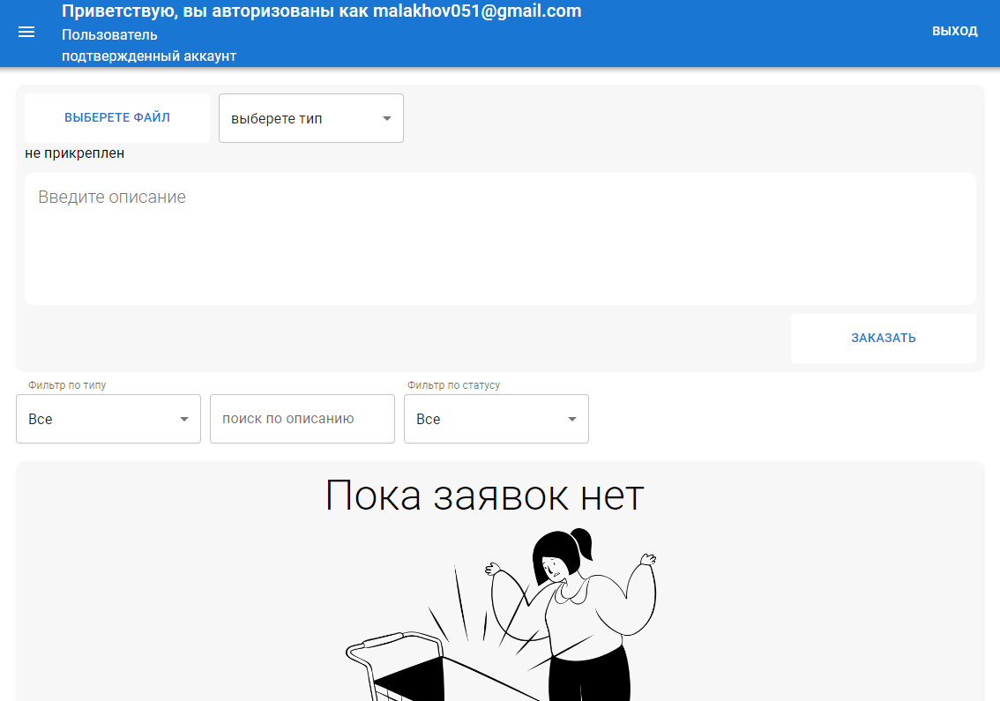 Приветствую, вы авторизованы как malakhov051@gmail.com
Пользователь
подтвержденный аккаунт
ВЫХОД
ВЫБЕРЕТЕ ФАЙЛ
выберете тип
не прикреплен
Введите описание
ЗАКАЗАТЬ
Фильтр по типу
Фильтр по статусу
Все
поиск по описанию
Все
Пока заявок нет